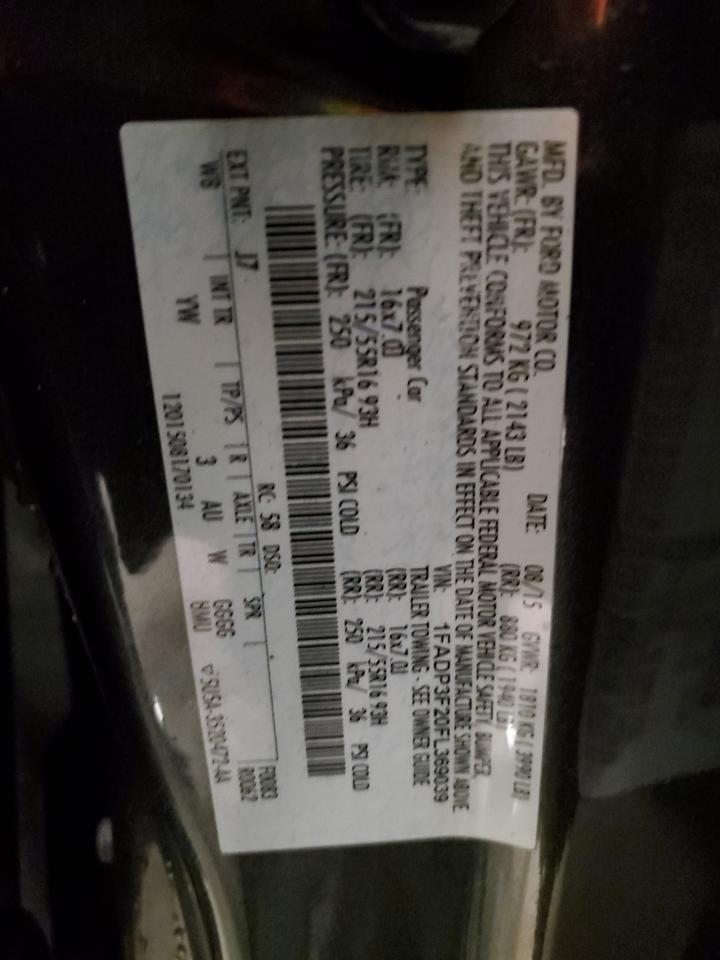 MFD. BY FORD MOTOR CO.
DATE: 08/15 GVWR: 1810 KG ( 3990 LB)
GAWR: (FR): 972 KG ( 2143 LB) (RR): 880 KG ( 1940 LB)
THIS VEHICLE CONFORMS TO ALL APPLICABLE FEDERAL MOTOR VEHICLE SAFETY, BUMPER,
AND THEFT PREVENTION STANDARDS IN EFFECT ON THE DATE OF MANUFACTURE SHOWN ABOVE
VIN: 1FADP3F20FL369039
TYPE: Passenger Car TRAILER TOWING - SEE OWNER GUIDE
RIM: (FR): 16x7.0J (RR): 16x7.0J
TIRE: (FR): 215/55R16 93H (RR): 215/55R16 93H
PRESSURE: (FR): 250 kPa/ 36 PSI COLD (RR): 250 kPa/ 36 PSI COLD
F0083
R0062
EXT PNT: J7 RC: 58 DSO:
WB | INT TR | TP/PS | R | AXLE | TR | SPR |
YW 3 AU W GGGG
HMU
1201508170134